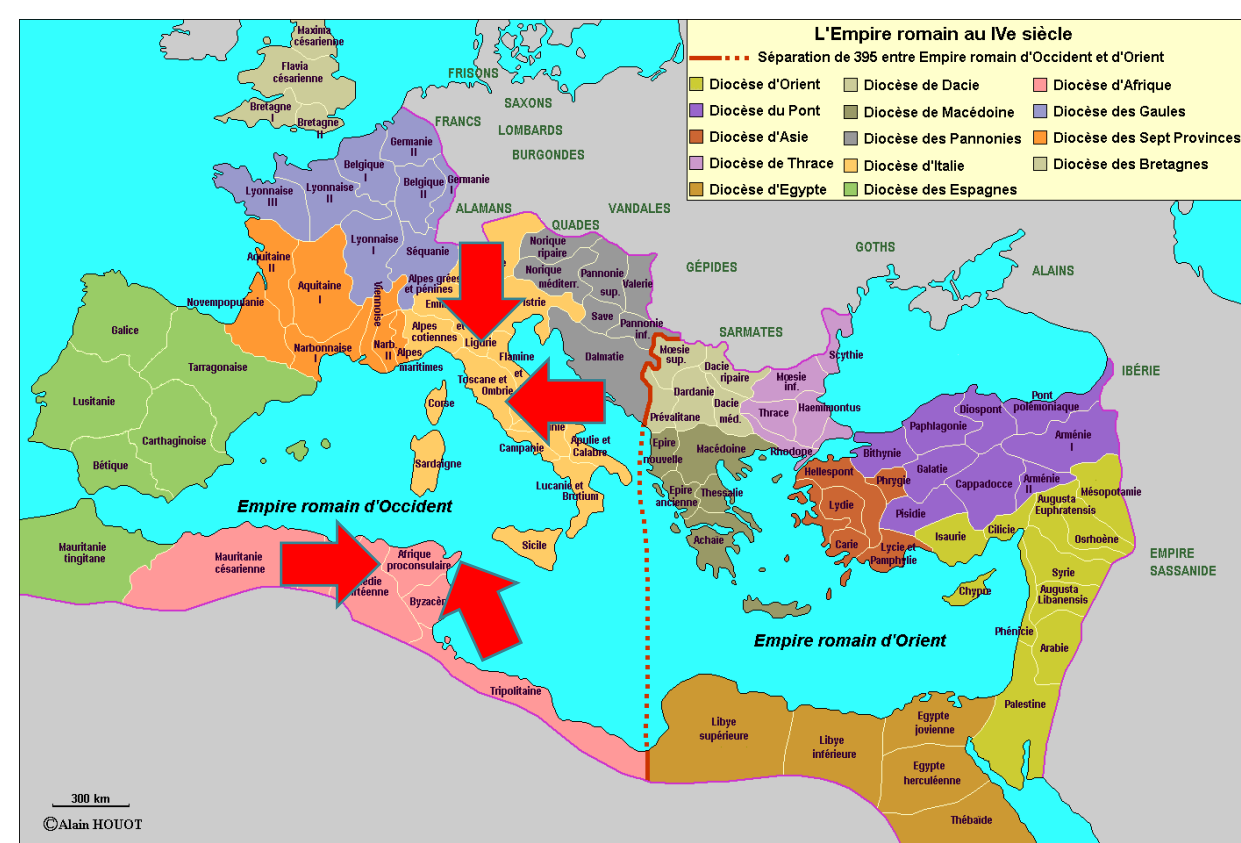 L'Empire romain au IVe siècle
Séparation de 395 entre Empire romain d'Occident et d'Orient
Diocèse d'Orient
Diocèse de Dacie
Diocèse d'Afrique
Diocèse du Pont
Diocèse de Macédoine
Diocèse des Gaules
Diocèse d'Asie
Diocèse des Pannonies
Diocèse des Sept Provinces
Diocèse de Thrace
Diocèse d'Italie
Diocèse des Bretagnes
Diocèse d'Egypte
Diocèse des Espagnes
Maxima
césarienne
Flavia
césarienne
Bretagne
I
Bretagne
II
FRISONS
SAXONS
FRANCS
LOMBARDS
BURGONDES
ALAMANS
QUADES
VANDALES
GÉPIDES
SARMATES
GOTHS
ALAINS
IBÉRIE
EMPIRE
SASSANIDE
Germanie
II
Belgique
I
Belgique
II
Germanie
I
Lyonnaise
III
Lyonnaise
II
Lyonnaise
I
Séquanie
Aquitaine
II
Aquitaine
I
Novempopulanie
Viennoise
Narbonnaise
I
Narb.
II
Alpes
maritimes
Alpes grées
et pénines
Alpes
cotiennes
et
Ligurie
Flamine
et
Toscane et
Ombrie
Campanie
Apulie et
Calabre
Lucanie et
Brutium
Sicile
Corse
Sardaigne
Norique
ripaire
Norique
méditerr.
Pannonie
sup.
Valérie
Save
Pannonie
inf.
Dalmatie
Mœsie
sup.
Dacie
ripaire
Dardanie
Dacie
méd.
Prévalitane
Mœsie
inf.
Scythie
Thrace
Haemimontus
Rhodope
Epire
nouvelle
Macédoine
Epire
ancienne
Thessalie
Achaïe
Galice
Tarragonaise
Lusitanie
Carthaginoise
Bétique
Mauritanie
tingitane
Mauritanie
césarienne
Afrique
proconsulaire
Tripolitaine
Empire romain d'Occident
Empire romain d'Orient
Hellespont
Phrygie
Lydie
Carie
Lycie et
Pamphylie
Bithynie
Paphlagonie
Diospont
Pont
polémoniaque
Galatie
Cappadocce
Arménie
I
Arménie
II
Pisidie
Isaurie
Cilicie
Augusta
Euphratensis
Mésopotamie
Osrhoène
Syrie
Augusta
Libanensis
Chypre
Phénicie
Arabie
Palestine
Libye
supérieure
Libye
inférieure
Egypte
jovienne
Egypte
herculéenne
Thébaïde
300 km
©Alain HOUOT